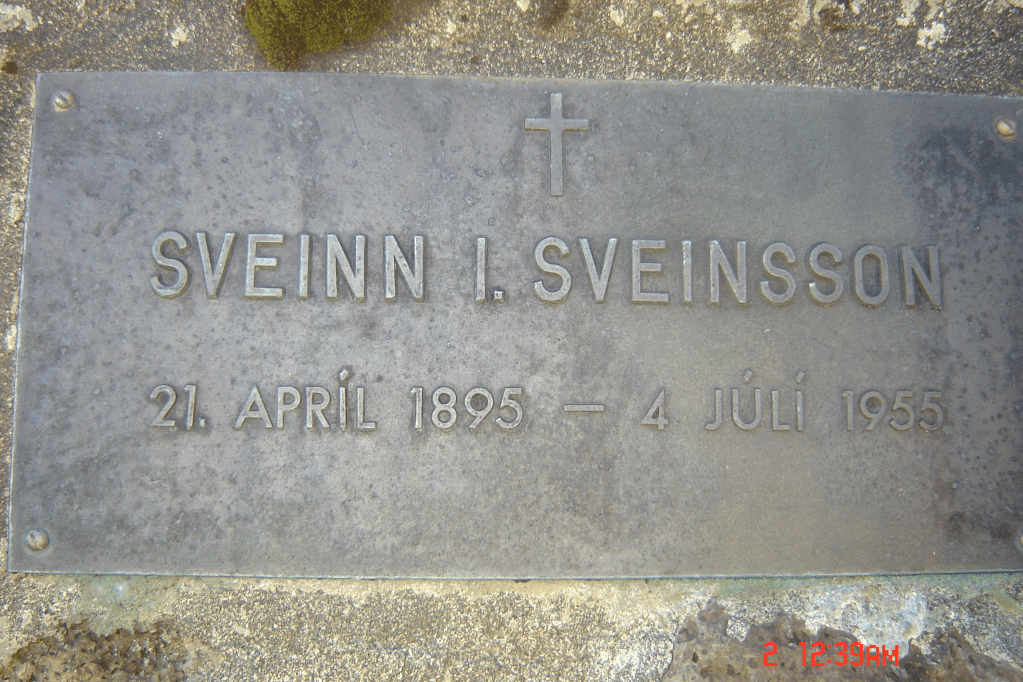 SVEINN I. SVEINSSON
21. APRÍL 1895 — 4 JÚLÍ 1955
2. 12:39AM